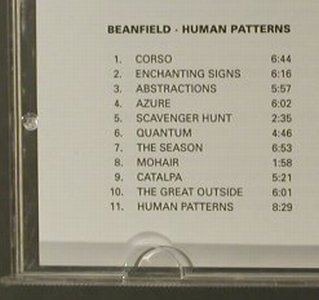 BEANFIELD · HUMAN PATTERNS
1. CORSO 6:44
2. ENCHANTING SIGNS 6:16
3. ABSTRACTIONS 5:57
4. AZURE 6:02
5. SCAVENGER HUNT 2:35
6. QUANTUM 4:46
7. THE SEASON 6:53
8. MOHAIR 1:58
9. CATALPA 5:21
10. THE GREAT OUTSIDE 6:01
11. HUMAN PATTERNS 8:29